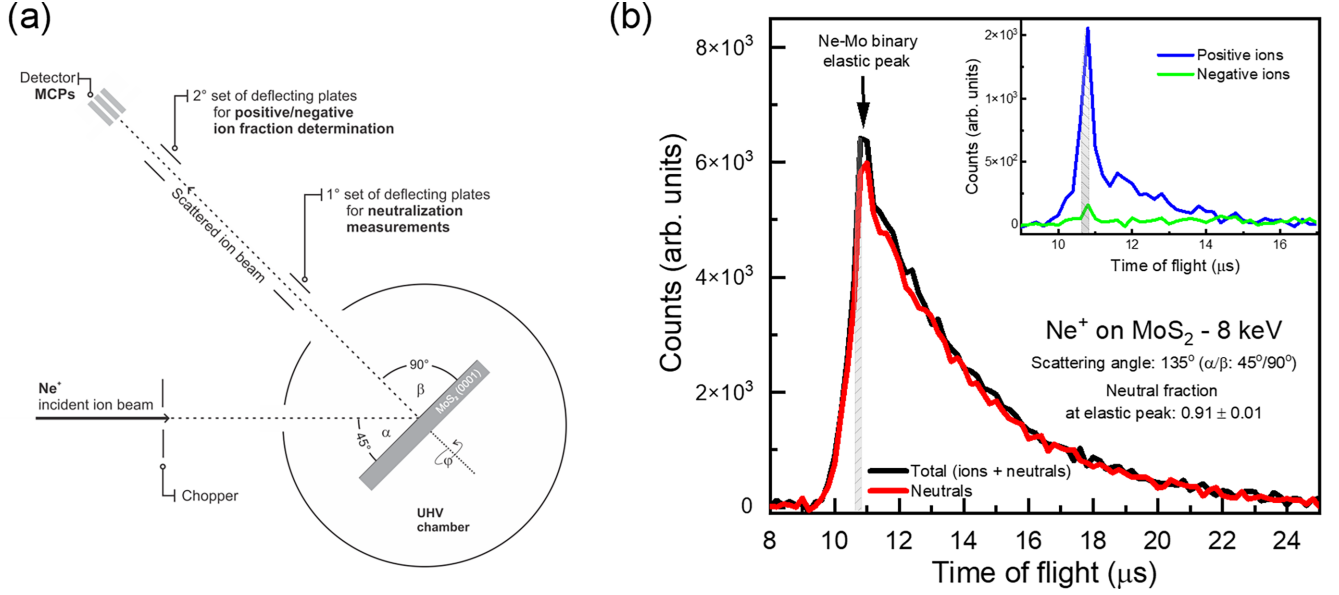 (a)
Detector
MCPs
2° set of deflecting plates
for positive/negative
ion fraction determination
1° set of deflecting plates
for neutralization
measurements
Scattered ion beam
90°
β
MoS₂ (0001)
Ne⁺
incident ion beam
45°
α
φ
Chopper
UHV
chamber
(b)
Ne-Mo binary
elastic peak
8×10³
6×10³
4×10³
2×10³
0
Counts (arb. units)
8 10 12 14 16 18 20 22 24
Time of flight (μs)
2×10³
1×10³
5×10²
0
Counts (arb. units)
10 12 14 16
Time of flight (μs)
Positive ions
Negative ions
Ne⁺ on MoS₂ - 8 keV
Scattering angle: 135° (α/β: 45°/90°)
Neutral fraction
at elastic peak: 0.91 ± 0.01
Total (ions + neutrals)
Neutrals